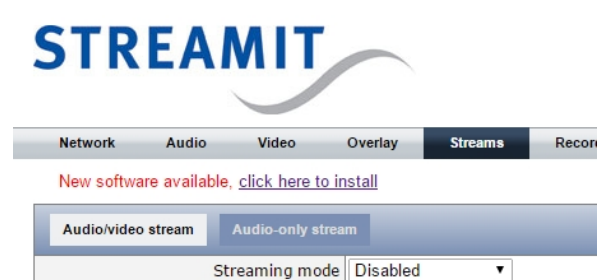 STREAMIT
Network Audio Video Overlay Streams
New software available, click here to install
Audio/video stream Audio-only stream
Streaming mode Disabled